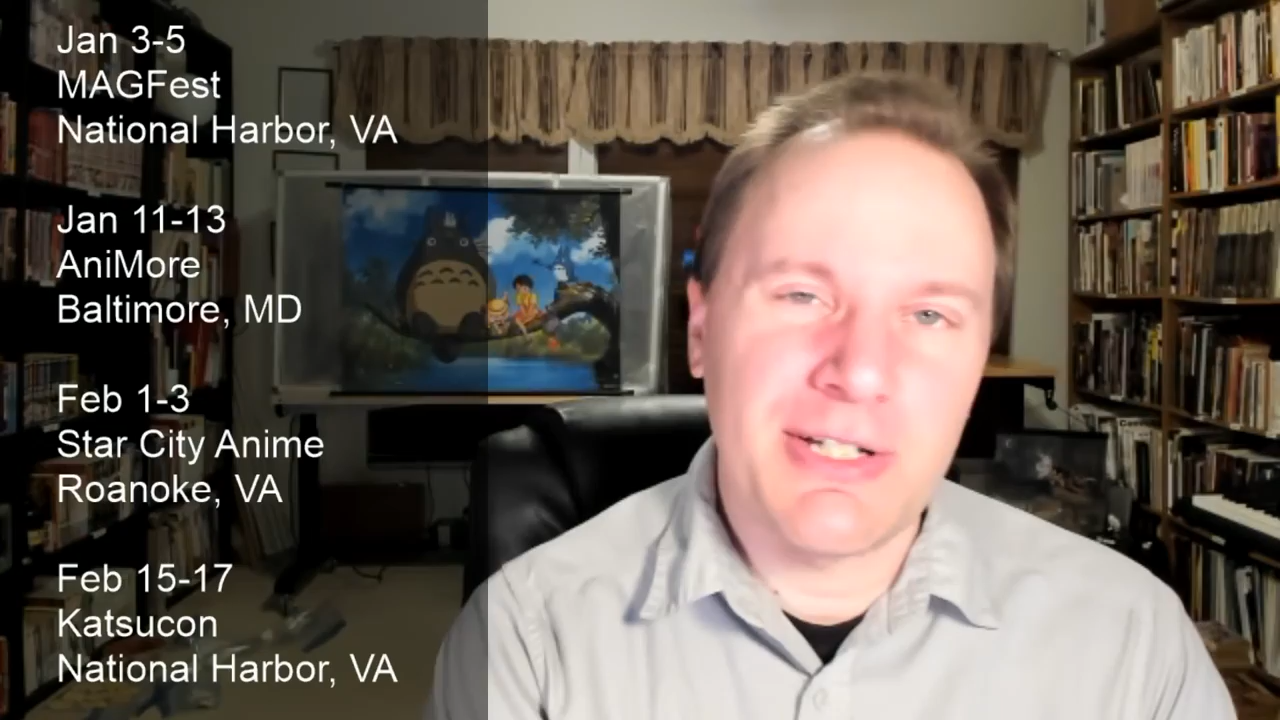 Jan 3-5
MAGFest
National Harbor, VA
Jan 11-13
AniMore
Baltimore, MD
Feb 1-3
Star City Anime
Roanoke, VA
Feb 15-17
Katsucon
National Harbor, VA